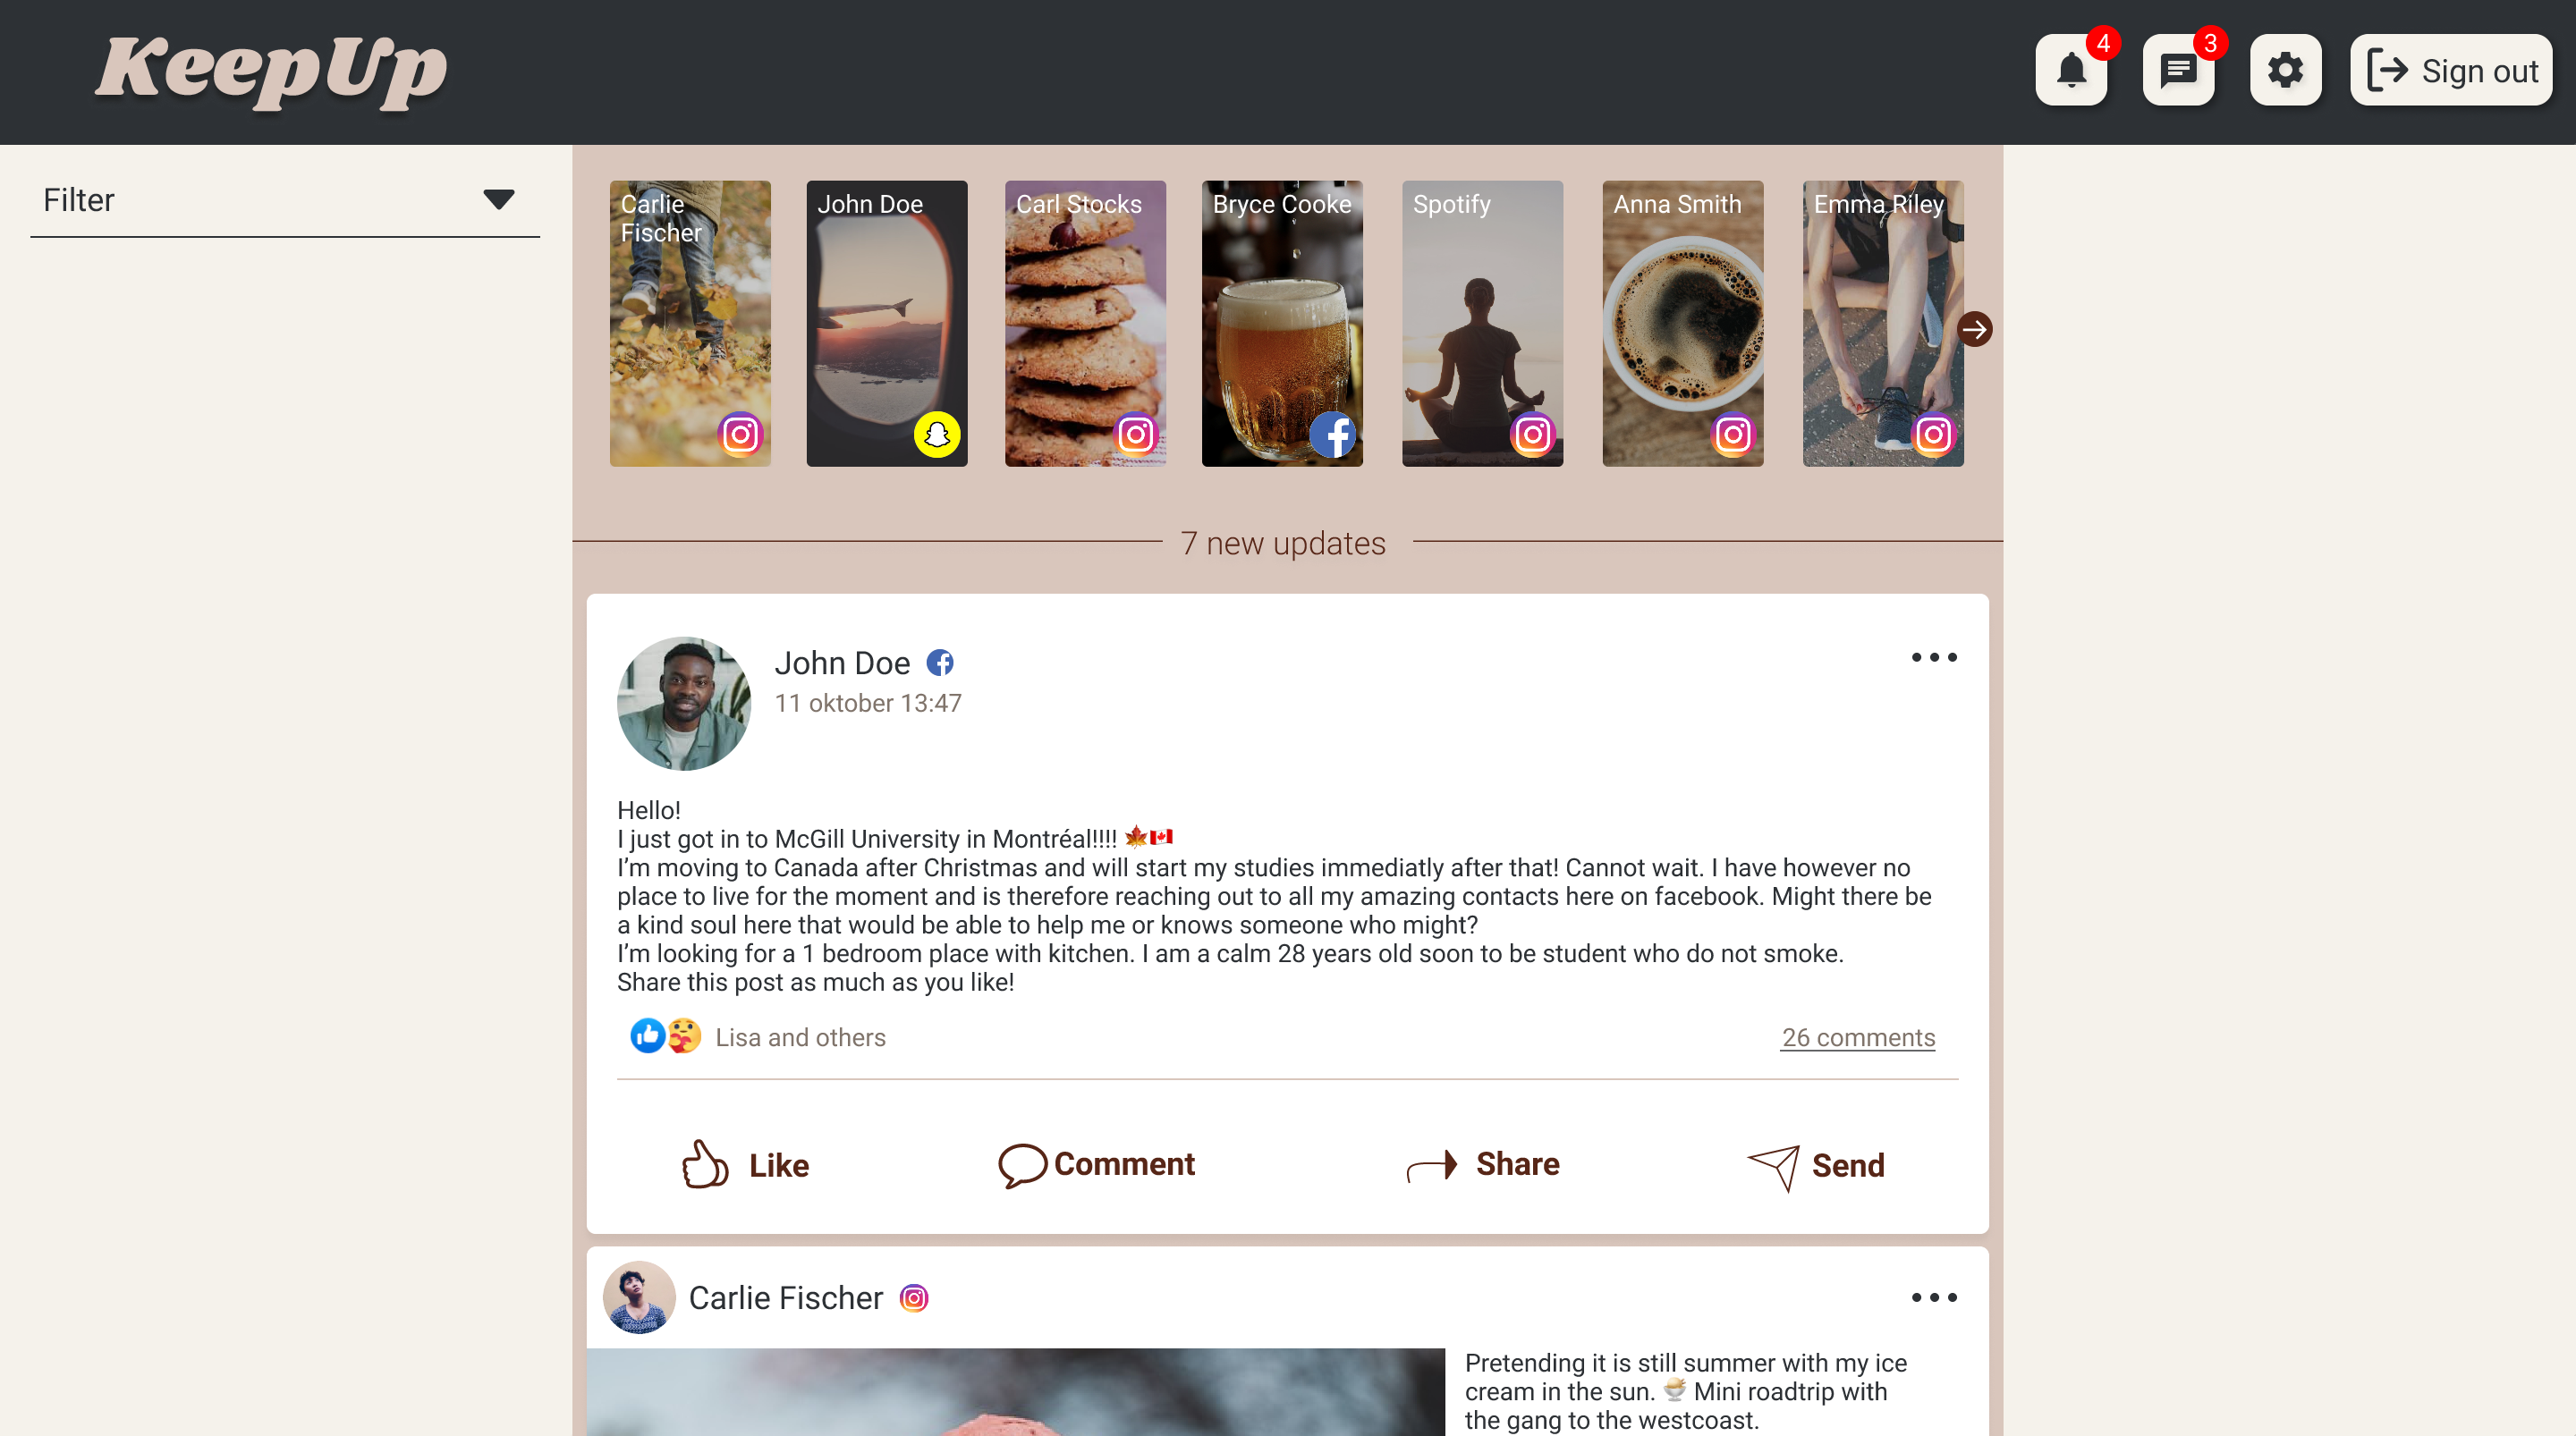 KeepUp
4
3
Sign out
Filter
Carlie
Fischer
John Doe
Carl Stocks
Bryce Cooke
Spotify
Anna Smith
Emma Riley
7 new updates
John Doe
11 oktober 13:47
Hello!
I just got in to McGill University in Montréal!!!! 🍁🇨🇦
I’m moving to Canada after Christmas and will start my studies immediatly after that! Cannot wait. I have however no
place to live for the moment and is therefore reaching out to all my amazing contacts here on facebook. Might there be
a kind soul here that would be able to help me or knows someone who might?
I’m looking for a 1 bedroom place with kitchen. I am a calm 28 years old soon to be student who do not smoke.
Share this post as much as you like!
Lisa and others
26 comments
Like
Comment
Share
Send
Carlie Fischer
Pretending it is still summer with my ice
cream in the sun. 🍨 Mini roadtrip with
the gang to the westcoast.